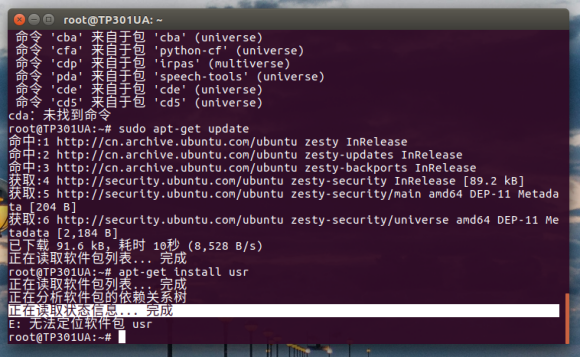 root@TP301UA: ~
命令 'cba' 来自于包 'cba' (universe)
命令 'cfa' 来自于包 'python-cf' (universe)
命令 'cdp' 来自于包 'irpas' (multiverse)
命令 'pda' 来自于包 'speech-tools' (universe)
命令 'cde' 来自于包 'cde' (universe)
命令 'cd5' 来自于包 'cd5' (universe)
cda：未找到命令
root@TP301UA:~# sudo apt-get update
命中:1 http://cn.archive.ubuntu.com/ubuntu zesty InRelease
命中:2 http://cn.archive.ubuntu.com/ubuntu zesty-updates InRelease
命中:3 http://cn.archive.ubuntu.com/ubuntu zesty-backports InRelease
获取:4 http://security.ubuntu.com/ubuntu zesty-security InRelease [89.2 kB]
获取:5 http://security.ubuntu.com/ubuntu zesty-security/main amd64 DEP-11 Metada
ta [204 B]
获取:6 http://security.ubuntu.com/ubuntu zesty-security/universe amd64 DEP-11 Me
tadata [2,184 B]
已下载 91.6 kB，耗时 10秒 (8,528 B/s)
正在读取软件包列表... 完成
root@TP301UA:~# apt-get install usr
正在读取软件包列表... 完成
正在分析软件包的依赖关系树
正在读取状态信息... 完成
E: 无法定位软件包 usr
root@TP301UA:~#